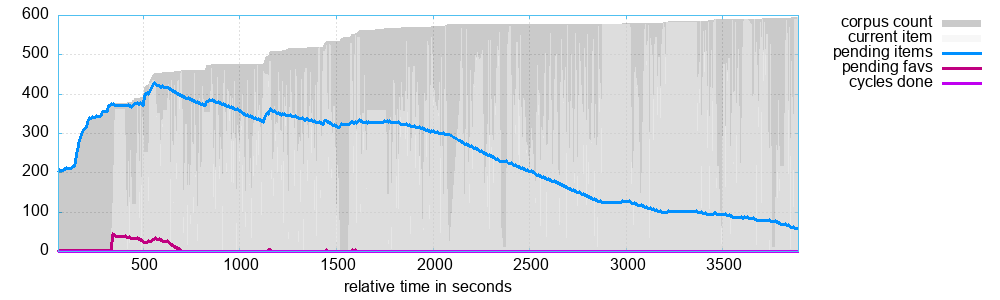 600
500
400
300
200
100
0
500 1000 1500 2000 2500 3000 3500
relative time in seconds
corpus count
current item
pending items
pending favs
cycles done